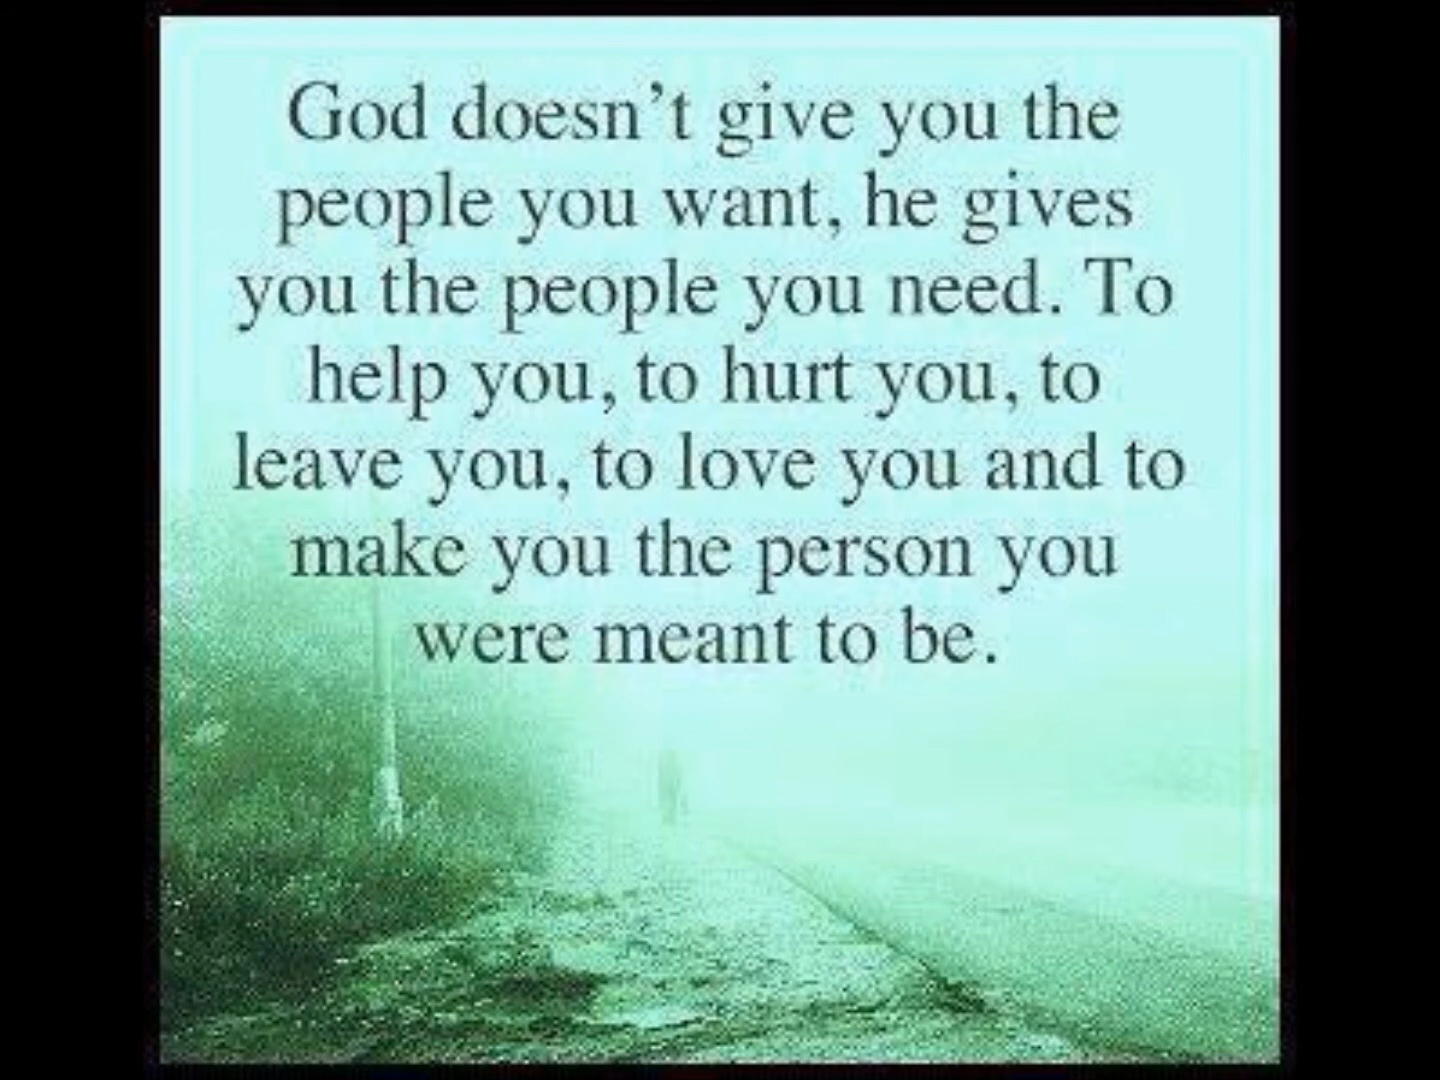 God doesn’t give you the
people you want, he gives
you the people you need. To
help you, to hurt you, to
leave you, to love you and to
make you the person you
were meant to be.